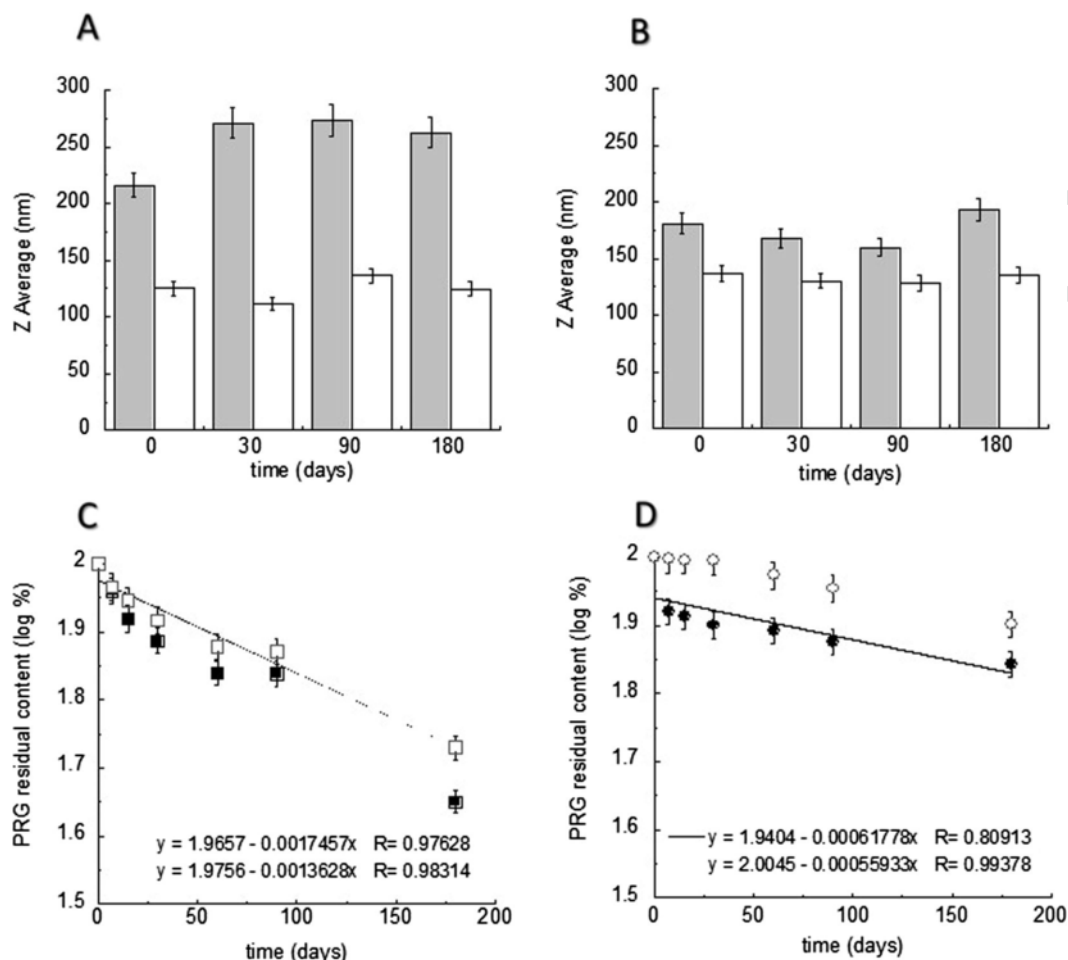 A
300
250
200
150
100
50
0
Z Average (nm)
0 30 90 180
time (days)
B
300
250
200
150
100
50
0
Z Average (nm)
0 30 90 180
time (days)
C
2
1.9
1.8
1.7
1.6
1.5
PRG residual content (log %)
y = 1.9657 - 0.0017457x R= 0.97628
y = 1.9756 - 0.0013628x R= 0.98314
0 50 100 150 200
time (days)
D
2
1.9
1.8
1.7
1.6
1.5
PRG residual content (log %)
y = 1.9404 - 0.00061778x R= 0.80913
y = 2.0045 - 0.00055933x R= 0.99378
0 50 100 150 200
time (days)